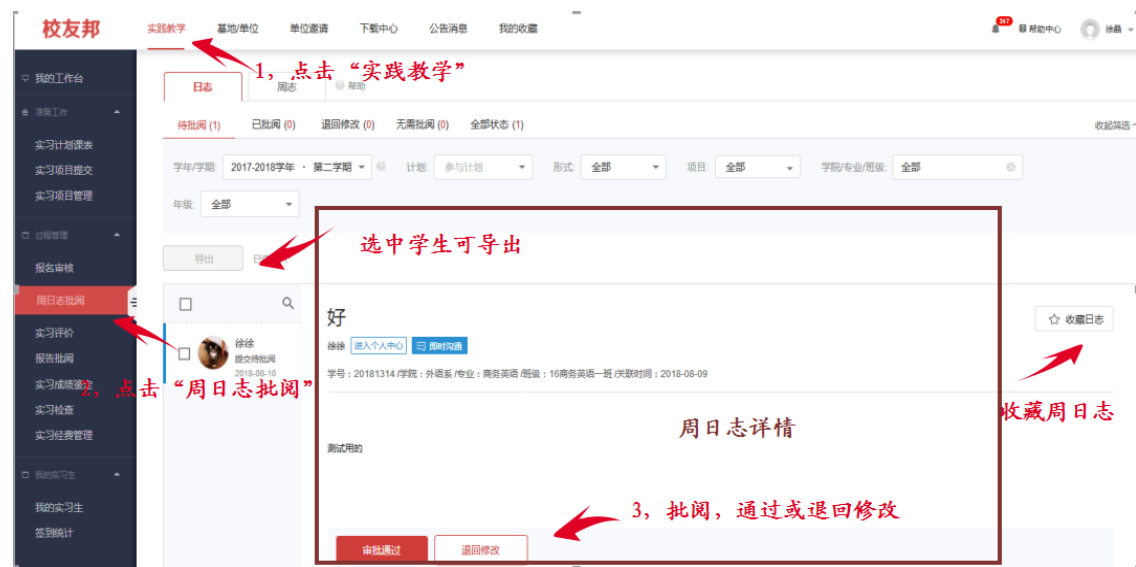 校友邦
实践教学 基地/单位 单位邀请 下载中心 公告消息 我的收藏
247 帮助中心 徐晶
我的工作台
1，点击“实践教学”
日志 周志 帮助
准备工作
待批阅 (1) 已批阅 (0) 退回修改 (0) 无需批阅 (0) 全部状态 (1)
收起筛选
实习计划课表
实习项目提交
实习项目管理
学年/学期: 2017-2018学年 · 第二学期 计划: 参与计划 形式: 全部 项目: 全部 学院/专业/班级: 全部
年级: 全部
过程管理
选中学生可导出
导出
报名审核
周日志批阅
好
收藏日志
实习评价
徐徐
提交待批阅
2018-08-10
徐徐 进入个人中心 即时沟通
报告批阅
学号：20181314 /学院：外语系 /专业：商务英语 /班级：16商务英语一班 /关联时间：2018-08-09
实习成绩鉴定
2，点击“周日志批阅”
实习检查
收藏周日志
实习经费管理
周日志详情
测试用的
我的实习生
我的实习生
签到统计
3，批阅，通过或退回修改
审批通过 退回修改